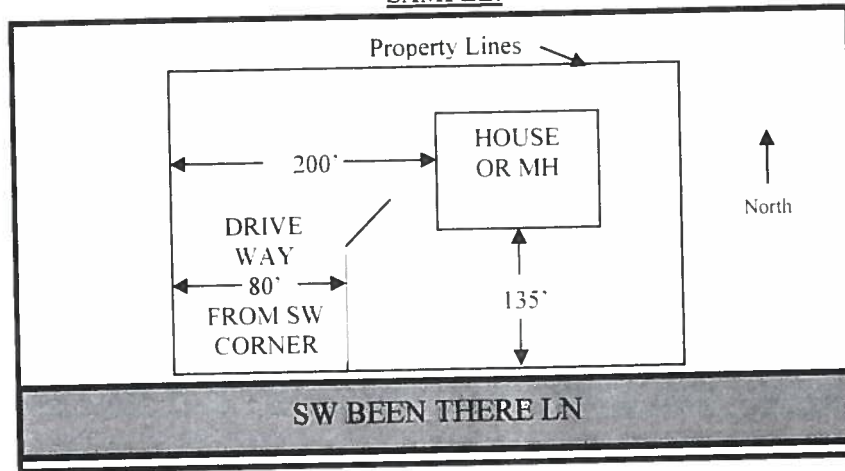 Property Lines
HOUSE
OR MH
200'
North
DRIVE
WAY
80'
135'
FROM SW
CORNER
SW BEEN THERE LN